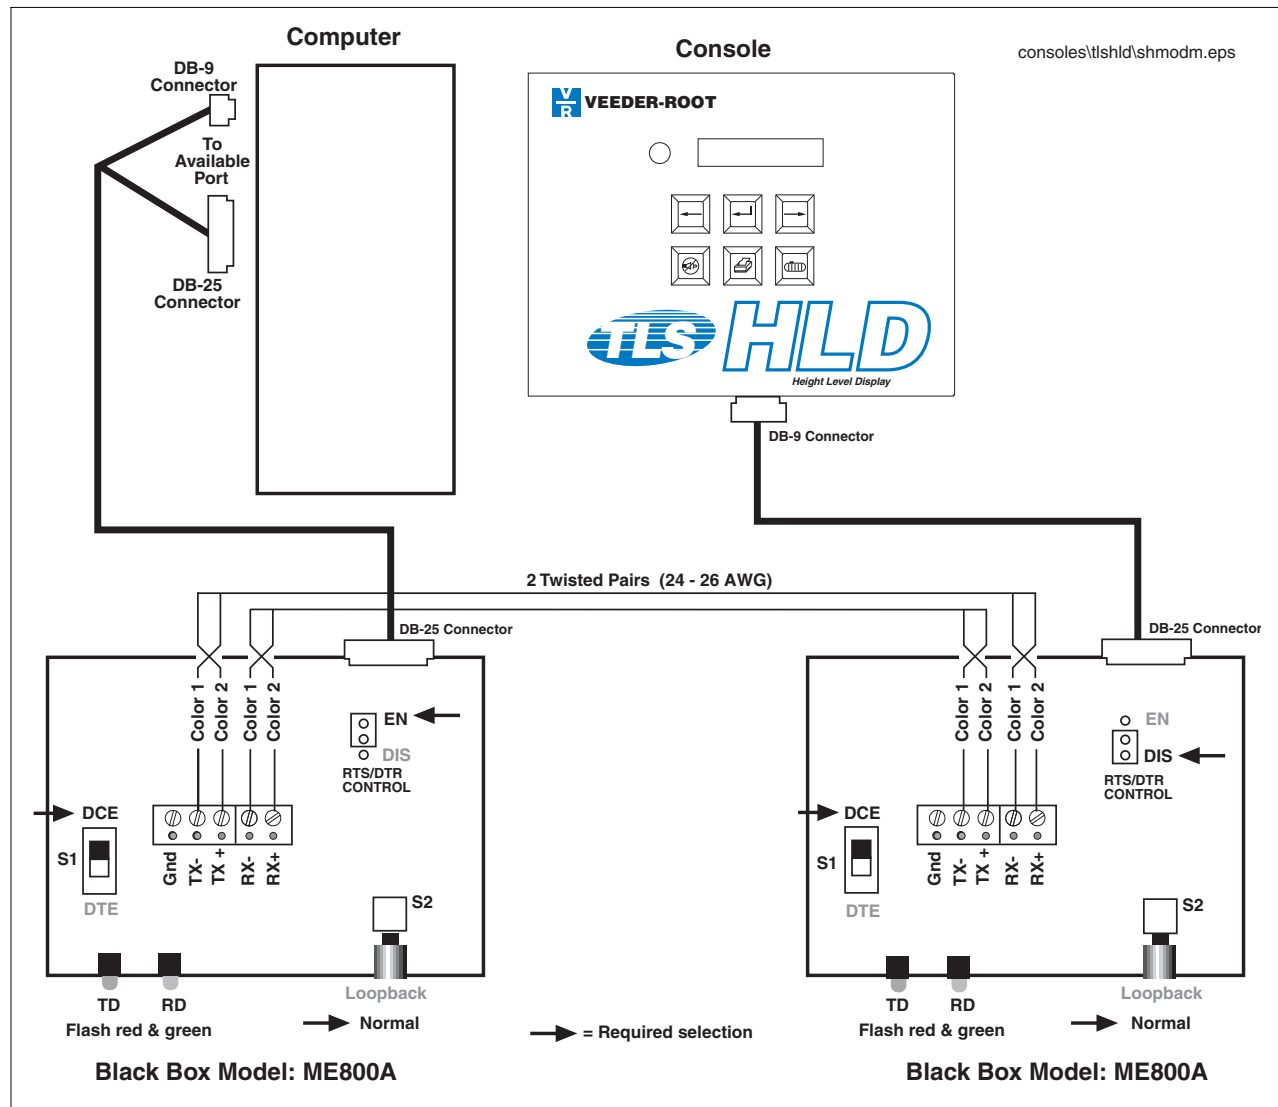 Computer
Console
consoles\tlshld\shmodm.eps
DB-9
Connector
To
Available
Port
DB-25
Connector
V
R
VEEDER-ROOT
TLS HLD
Height Level Display
DB-9 Connector
2 Twisted Pairs (24 - 26 AWG)
DB-25 Connector
DB-25 Connector
Color 1
Color 2
Color 1
Color 2
EN
DIS
RTS/DTR
CONTROL
DCE
S1
DTE
Gnd
TX-
TX +
RX-
RX+
S2
Loopback
TD
RD
Flash red & green
Normal
Black Box Model: ME800A
= Required selection
Color 1
Color 2
Color 1
Color 2
EN
DIS
RTS/DTR
CONTROL
DCE
S1
DTE
Gnd
TX-
TX +
RX-
RX+
S2
Loopback
TD
RD
Flash red & green
Normal
Black Box Model: ME800A